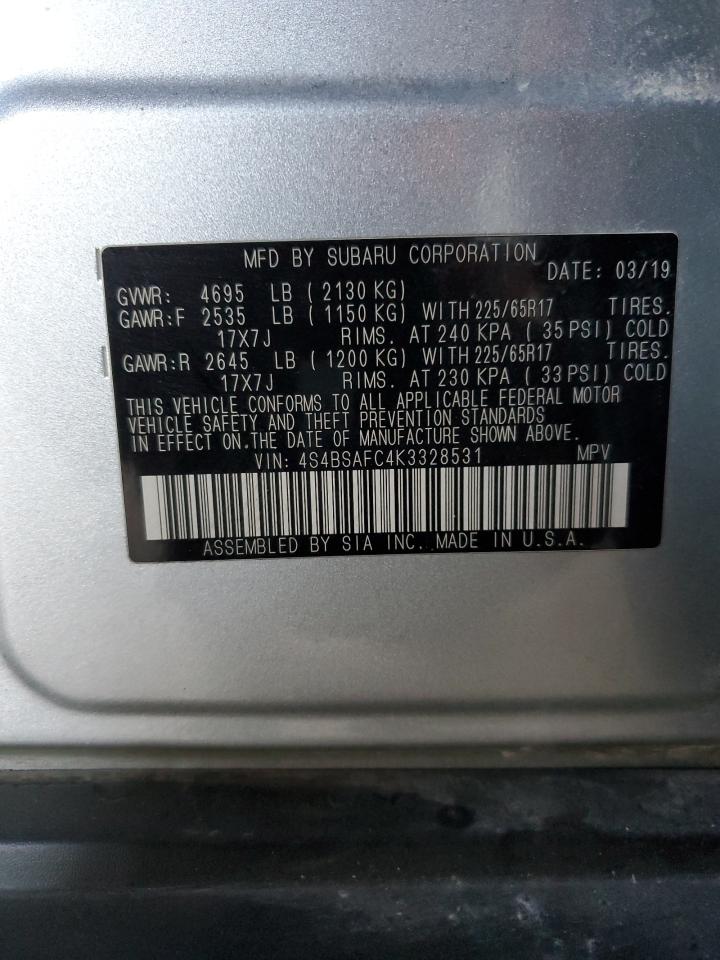 MFD BY SUBARU CORPORATION
DATE: 03/19
GVWR: 4695 LB ( 2130 KG)
GAWR:F 2535 LB ( 1150 KG) WITH 225/65R17 TIRES.
17X7J RIMS. AT 240 KPA ( 35 PSI) COLD
GAWR:R 2645 LB ( 1200 KG) WITH 225/65R17 TIRES.
17X7J RIMS. AT 230 KPA ( 33 PSI) COLD
THIS VEHICLE CONFORMS TO ALL APPLICABLE FEDERAL MOTOR
VEHICLE SAFETY AND THEFT PREVENTION STANDARDS
IN EFFECT ON THE DATE OF MANUFACTURE SHOWN ABOVE.
VIN: 4S4BSAFC4K3328531 MPV
ASSEMBLED BY SIA INC. MADE IN U.S.A.